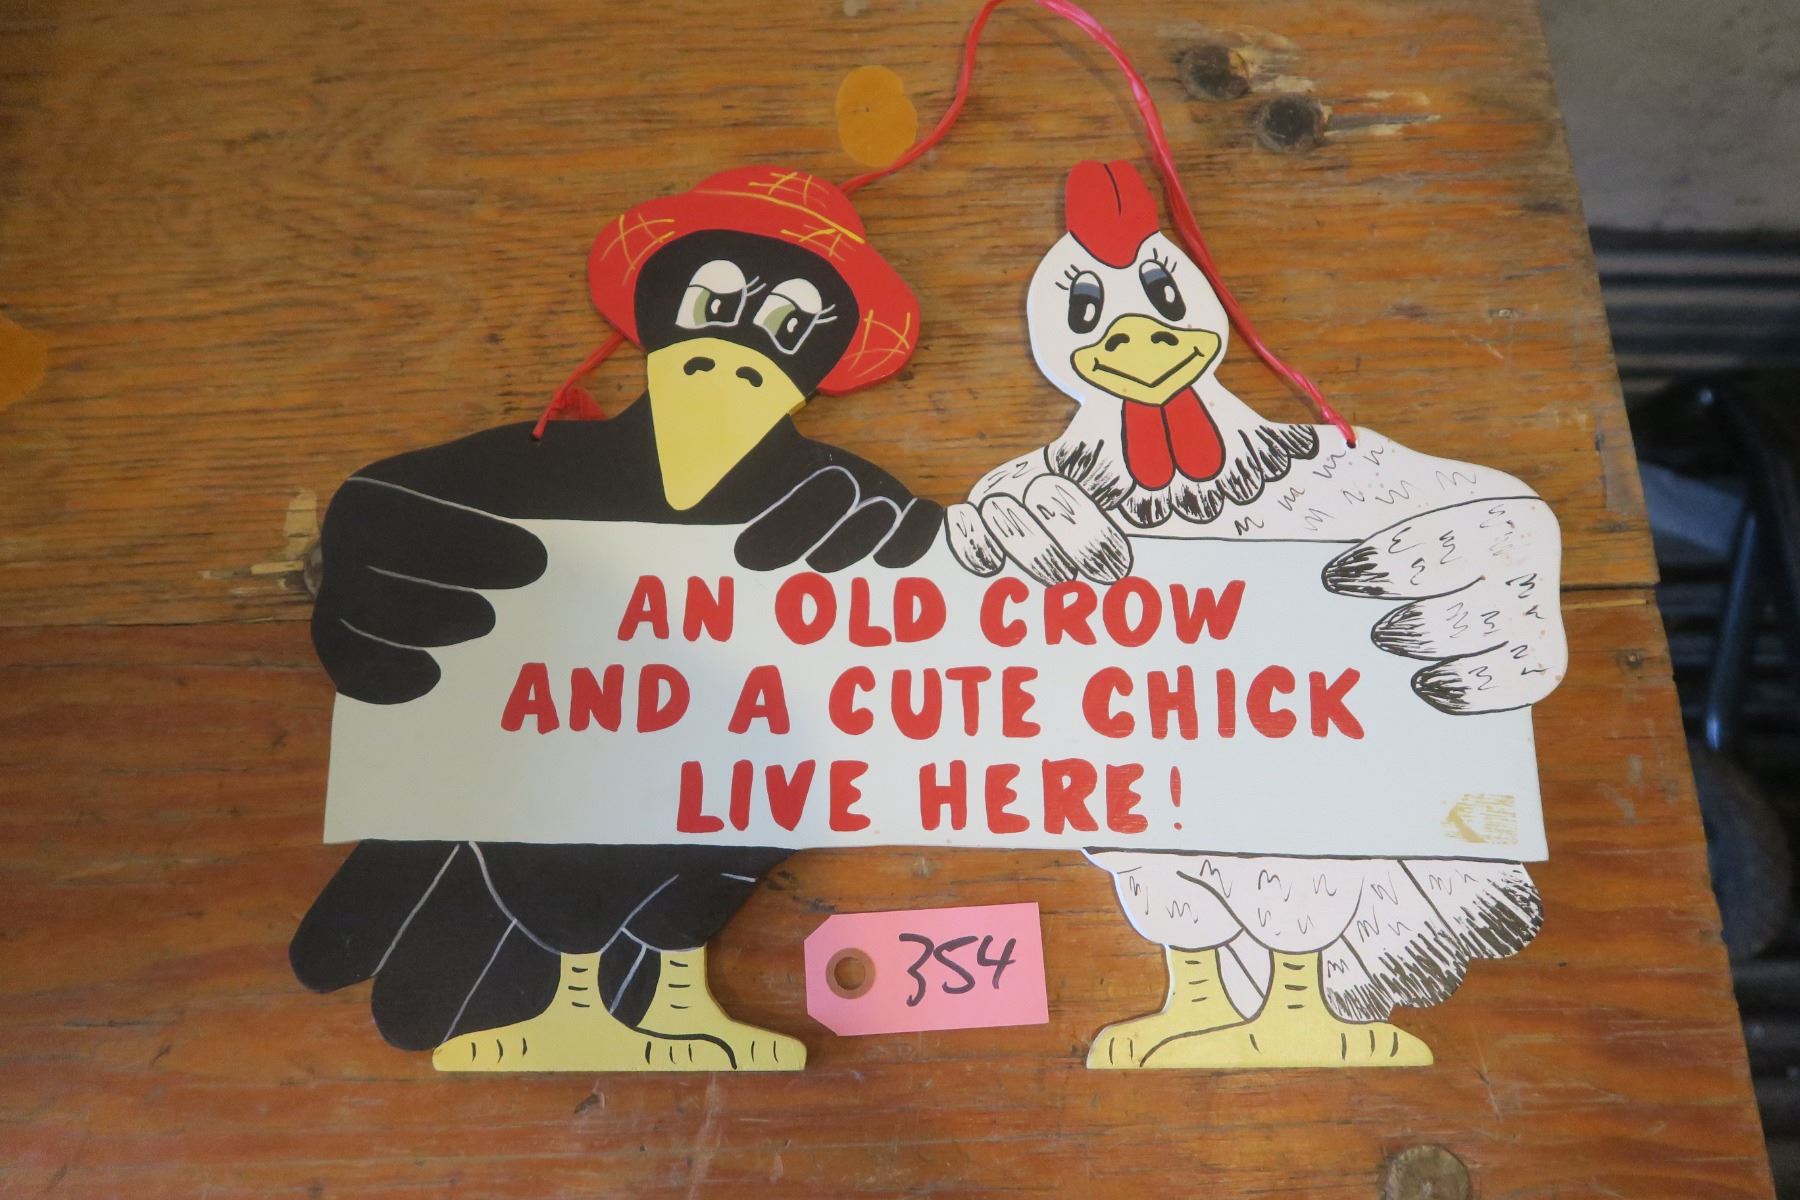 AN OLD CROW
AND A CUTE CHICK
LIVE HERE!
354